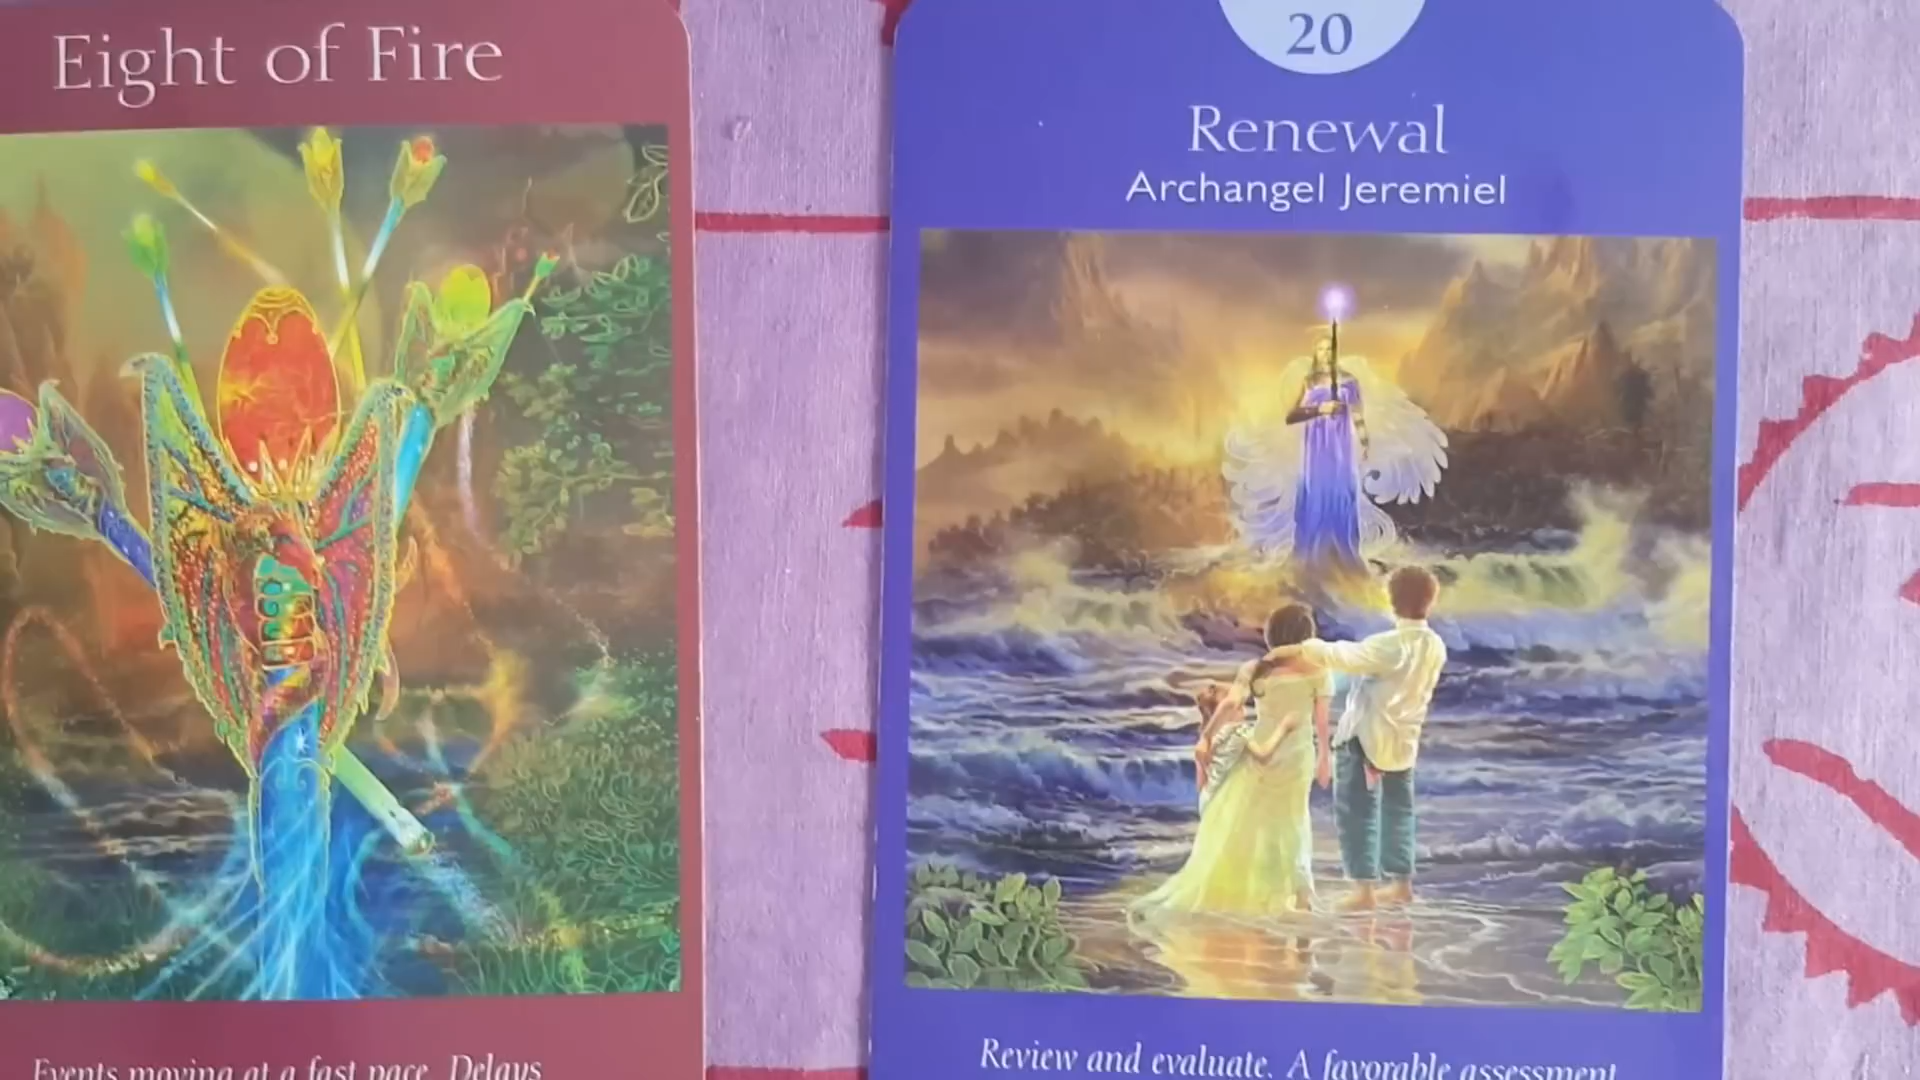 Eight of Fire
Events moving at a fast pace. Delays
20
Renewal
Archangel Jeremiel
Review and evaluate. A favorable assessment